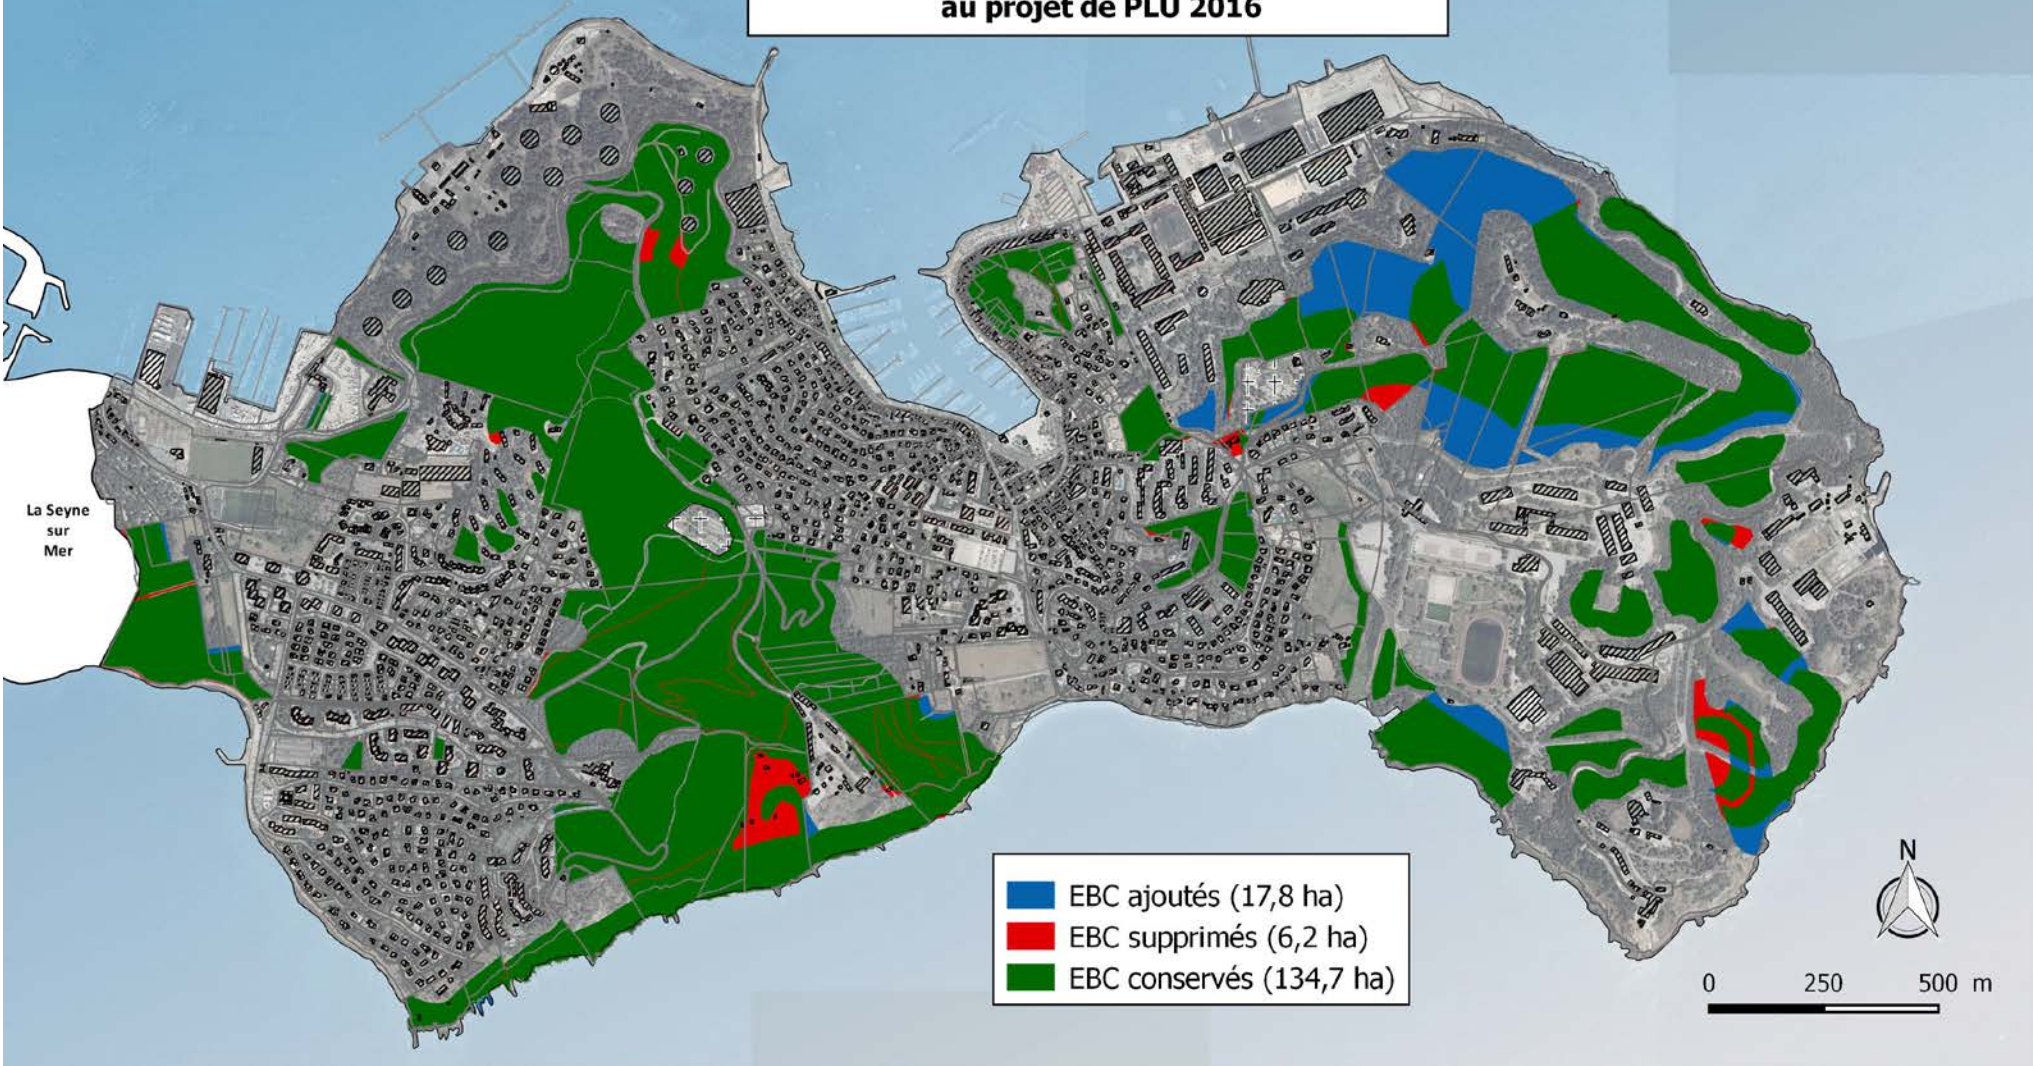 au projet de PLU 2016
La Seyne
sur
Mer
EBC ajoutés (17,8 ha)
EBC supprimés (6,2 ha)
EBC conservés (134,7 ha)
N
0 250 500 m